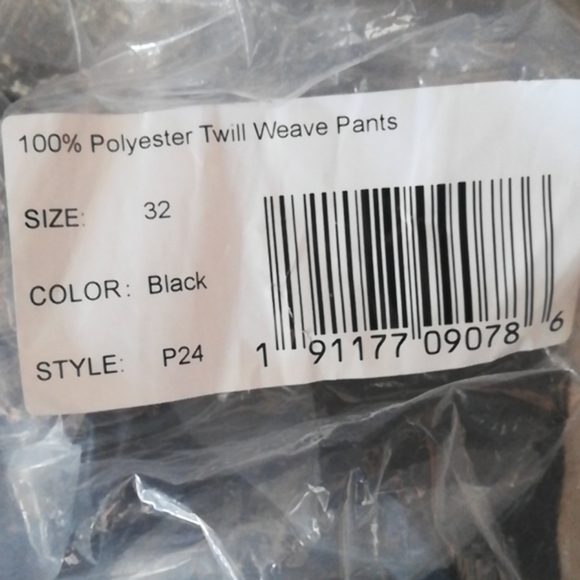 100% Polyester Twill Weave Pants
SIZE: 32
COLOR: Black
STYLE: P24
1 91177 09078 6